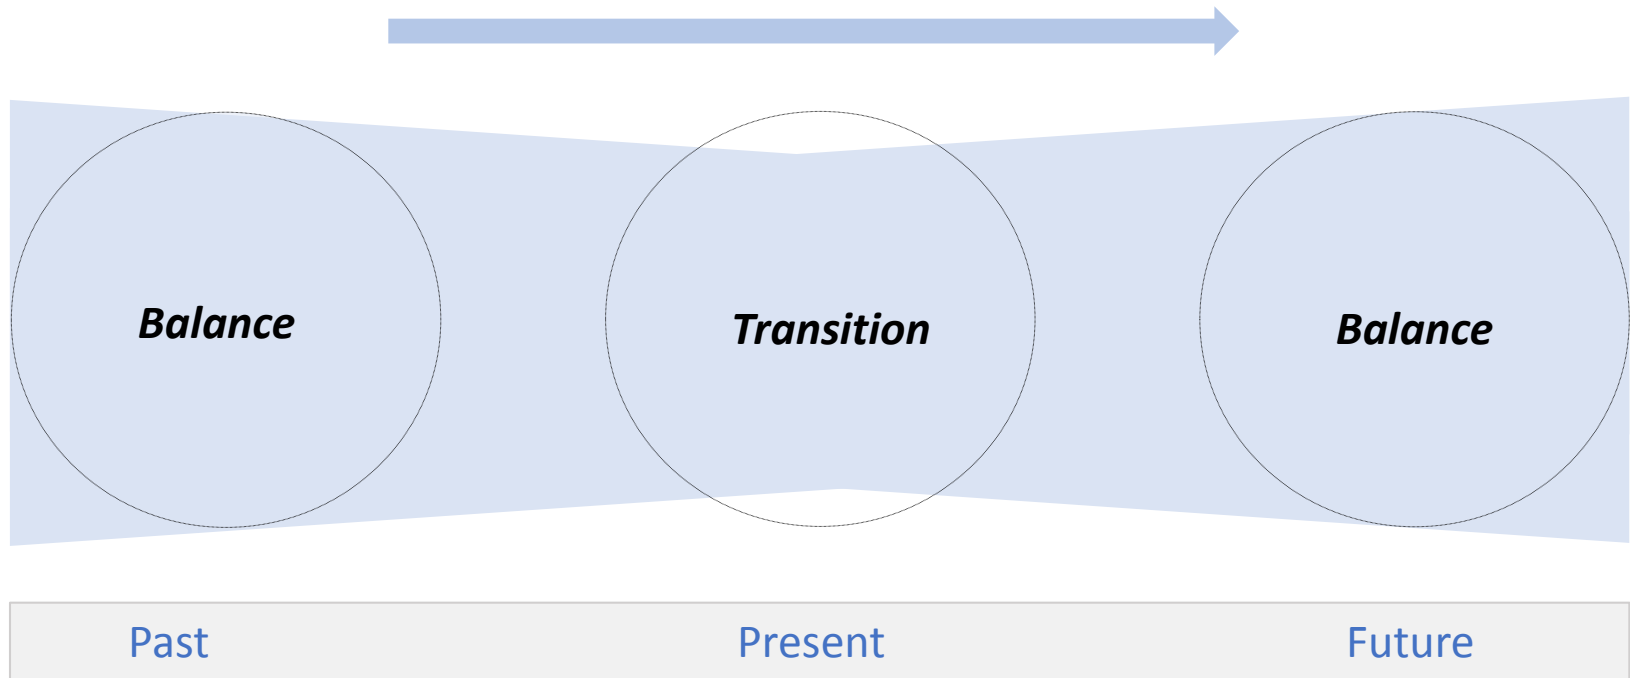 Balance
Transition
Balance
Past
Present
Future